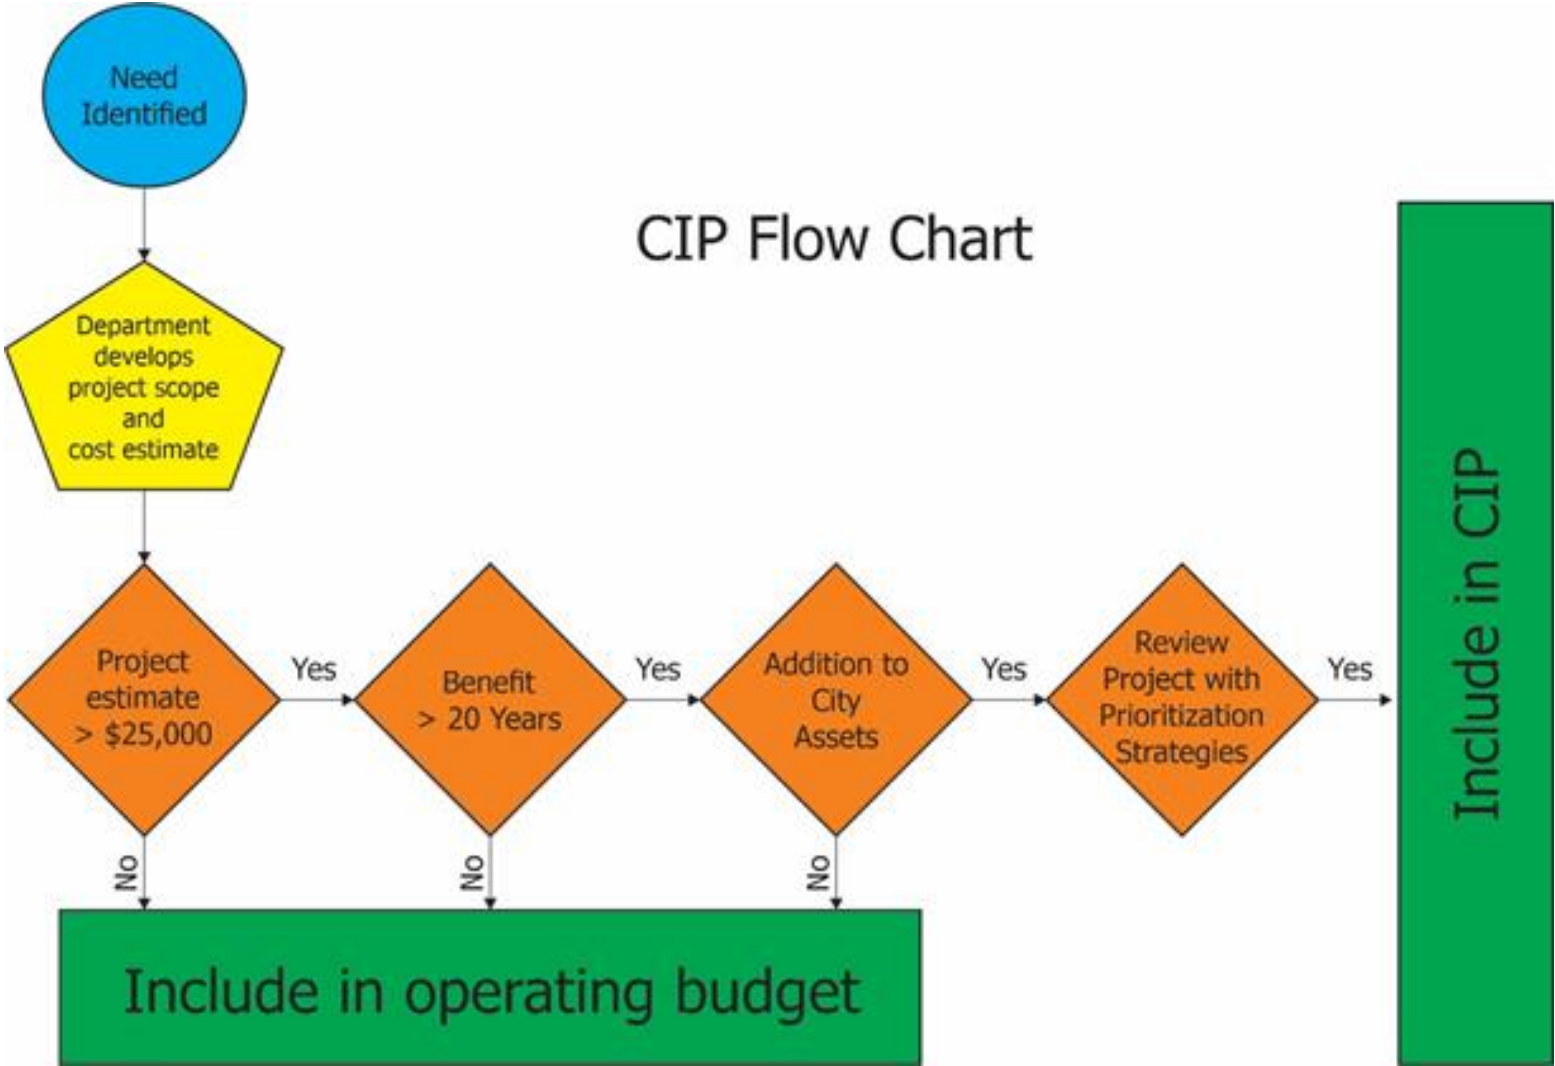 Need
Identified
CIP Flow Chart
Department
develops
project scope
and
cost estimate
Project
estimate
> $25,000
Yes
Benefit
> 20 Years
Yes
Addition to
City
Assets
Yes
Review
Project with
Prioritization
Strategies
Yes
Include in CIP
No
No
No
Include in operating budget